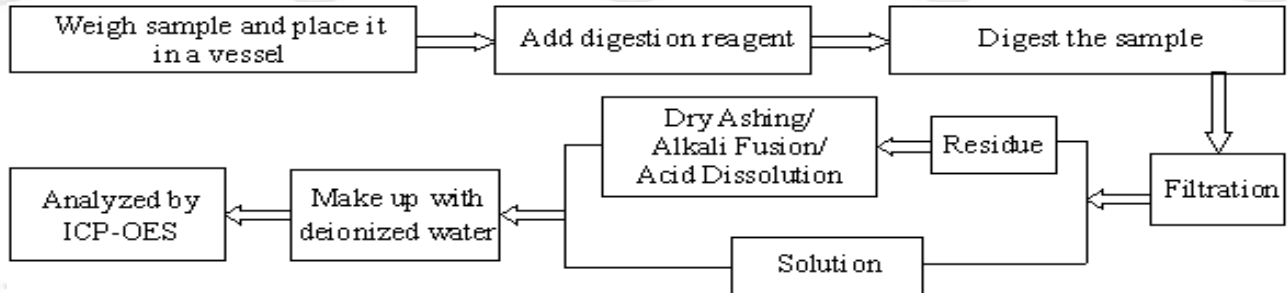 Weigh sample and place it
in a vessel
Add digestion reagent
Digest the sample
Filtration
Residue
Dry Ashing/
Alkali Fusion/
Acid Dissolution
Solution
Make up with
deionized water
Analyzed by
ICP-OES